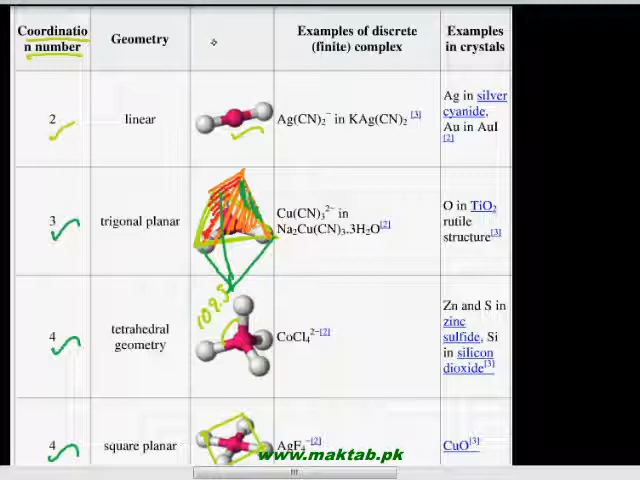 Coordinatio
n number
Geometry
Examples of discrete
(finite) complex
Examples
in crystals
2
linear
Ag(CN)₂⁻ in KAg(CN)₂ [3]
Ag in silver
cyanide,
Au in AuI
[2]
3
trigonal planar
Cu(CN)₃²⁻ in
Na₂Cu(CN)₃.3H₂O[2]
O in TiO₂
rutile
structure[3]
109.5
4
tetrahedral
geometry
CoCl₄²⁻[2]
Zn and S in
zinc
sulfide, Si
in silicon
dioxide[3]
4
square planar
AgF₄⁻[2]
CuO[3]
www.maktab.pk